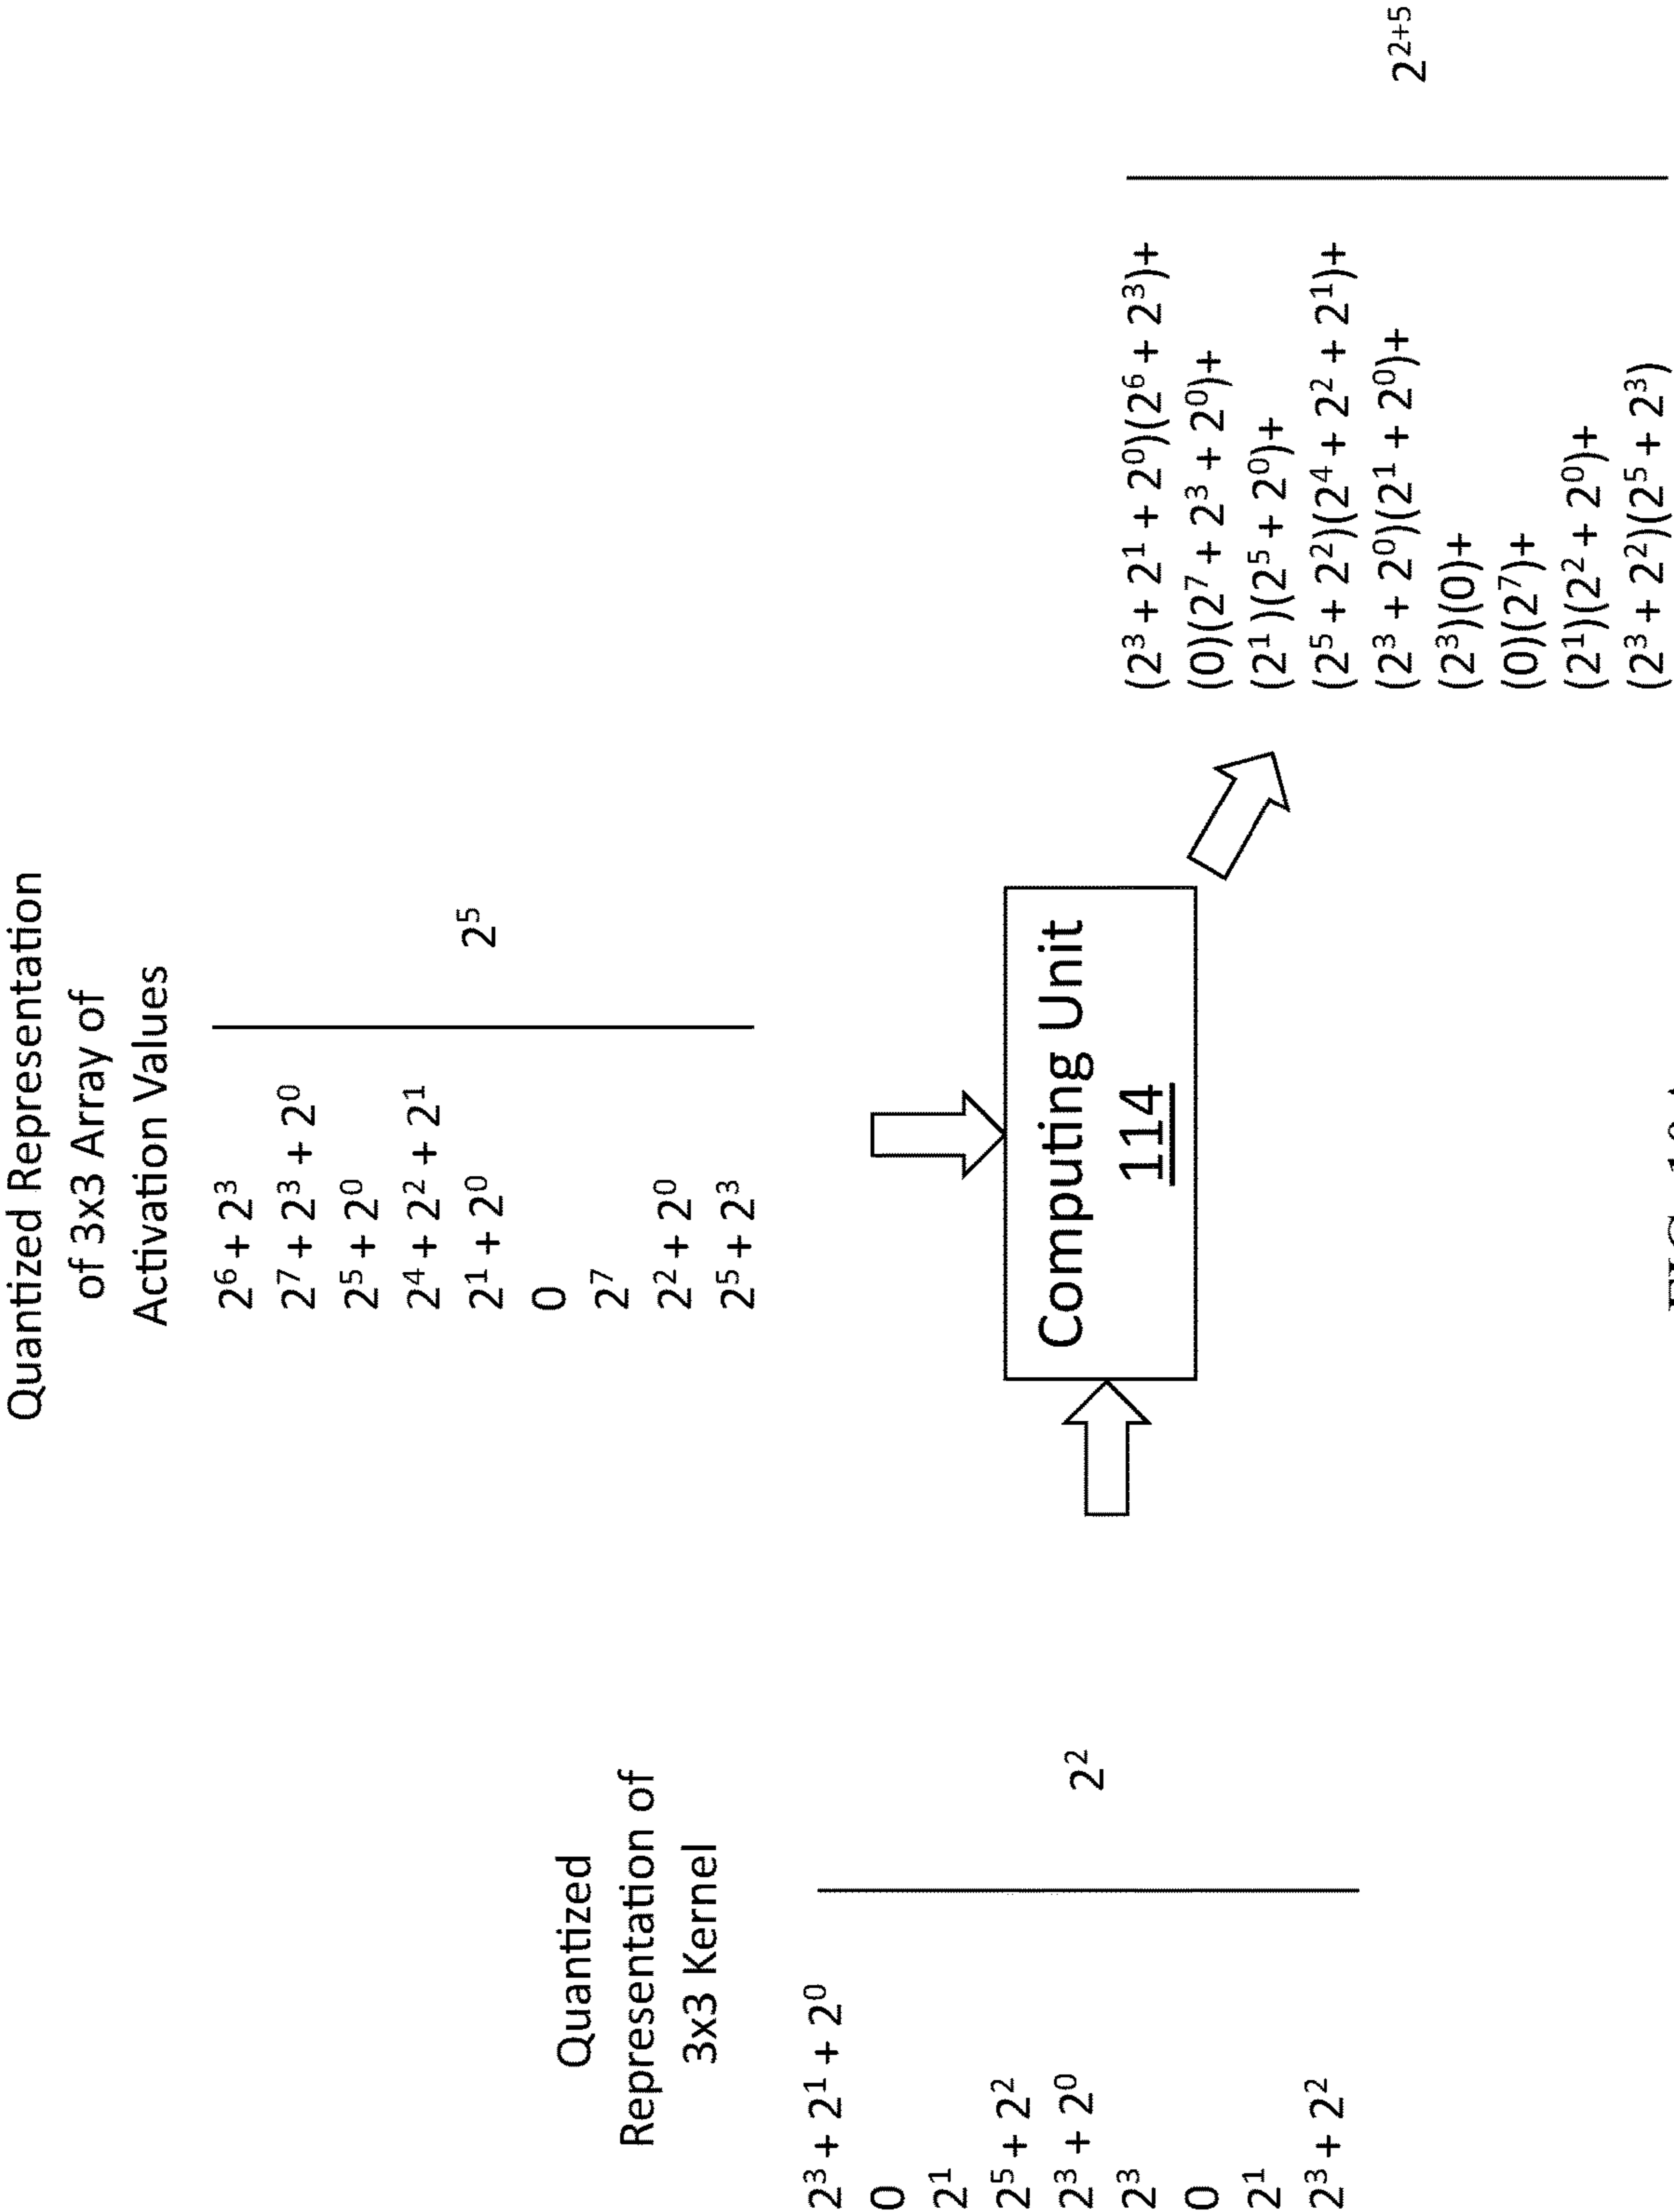 Quantized Representation
of 3x3 Array of
Activation Values
2⁶ + 2³
2⁷ + 2³ + 2⁰
2⁵ + 2⁰
2⁴ + 2² + 2¹
2¹ + 2⁰
0
2⁷
2² + 2⁰
2⁵ + 2³
2⁵
Quantized
Representation of
3x3 Kernel
2³ + 2¹ + 2⁰
0
2¹
2⁵ + 2²
2³ + 2⁰
2³
0
2¹
2³ + 2²
2²
Computing Unit
114
(2³ + 2¹ + 2⁰)(2⁶ + 2³)+
(0)(2⁷ + 2³ + 2⁰)+
(2¹)(2⁵ + 2⁰)+
(2⁵ + 2²)(2⁴ + 2² + 2¹)+
(2³ + 2⁰)(2¹ + 2⁰)+
(2³)(0)+
(0)(2⁷)+
(2¹)(2² + 2⁰)+
(2³ + 2²)(2⁵ + 2³)
2²⁺⁵